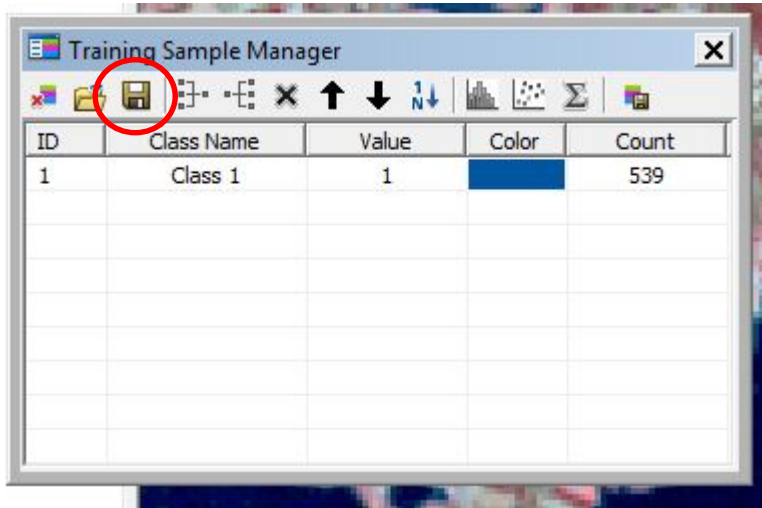 Training Sample Manager
ID Class Name Value Color Count
1 Class 1 1 539